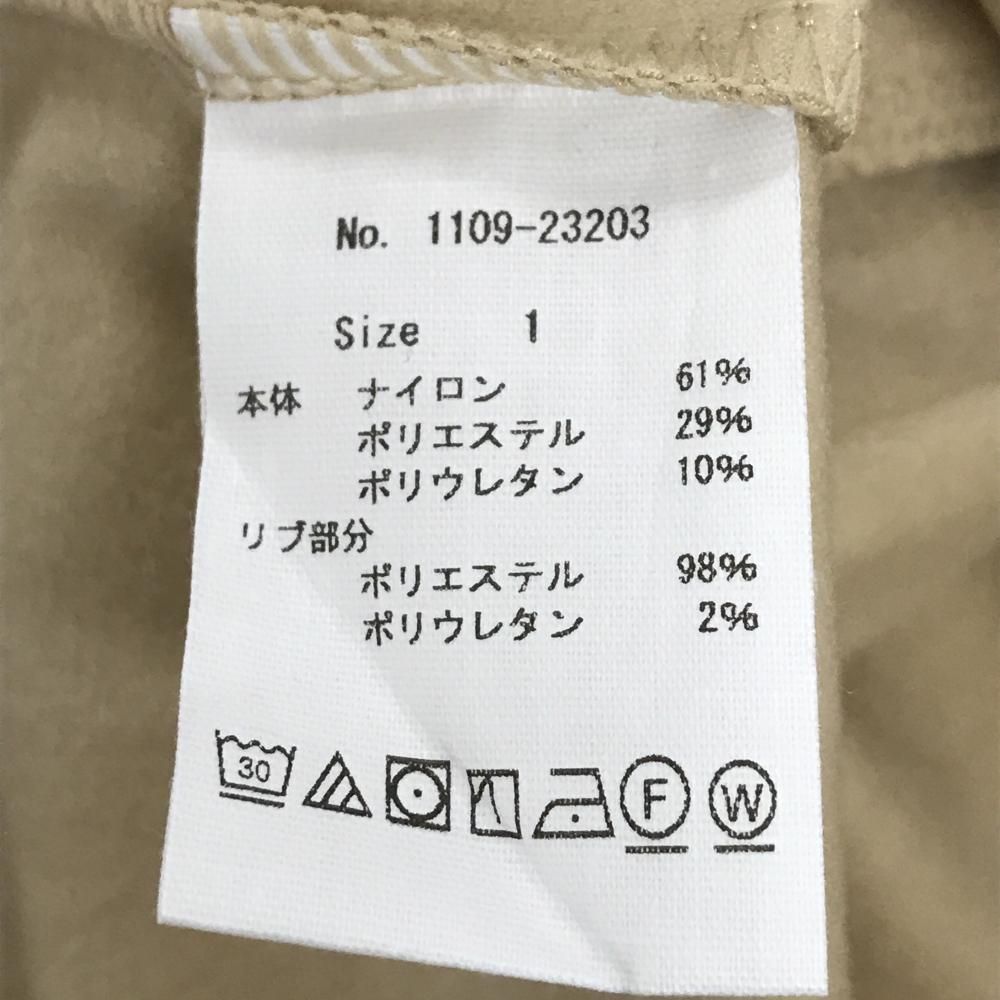 No. 1109-23203
Size 1
本体 ナイロン 61%
ポリエステル 29%
ポリウレタン 10%
リブ部分
ポリエステル 98%
ポリウレタン 2%
30 F W